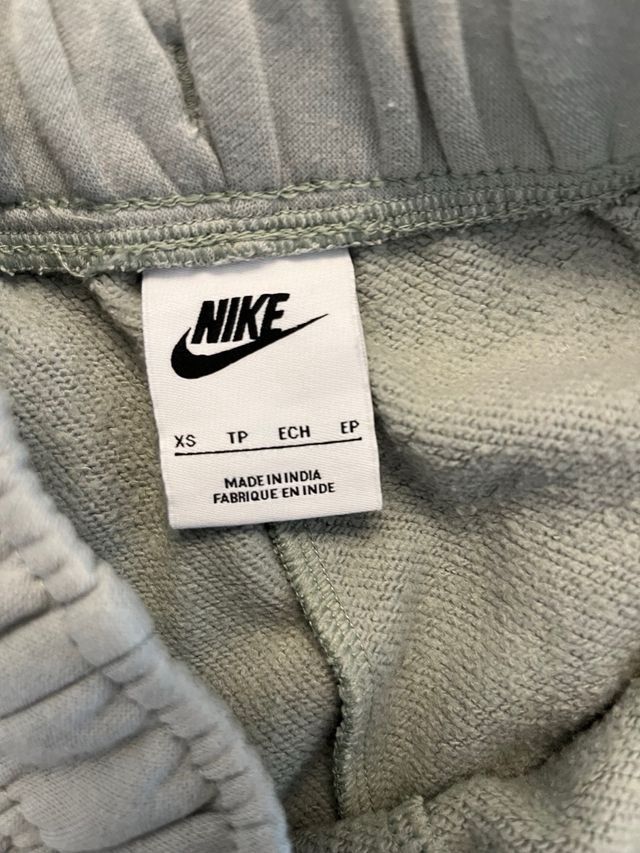 NIKE
XS TP ECH EP
MADE IN INDIA
FABRIQUE EN INDE